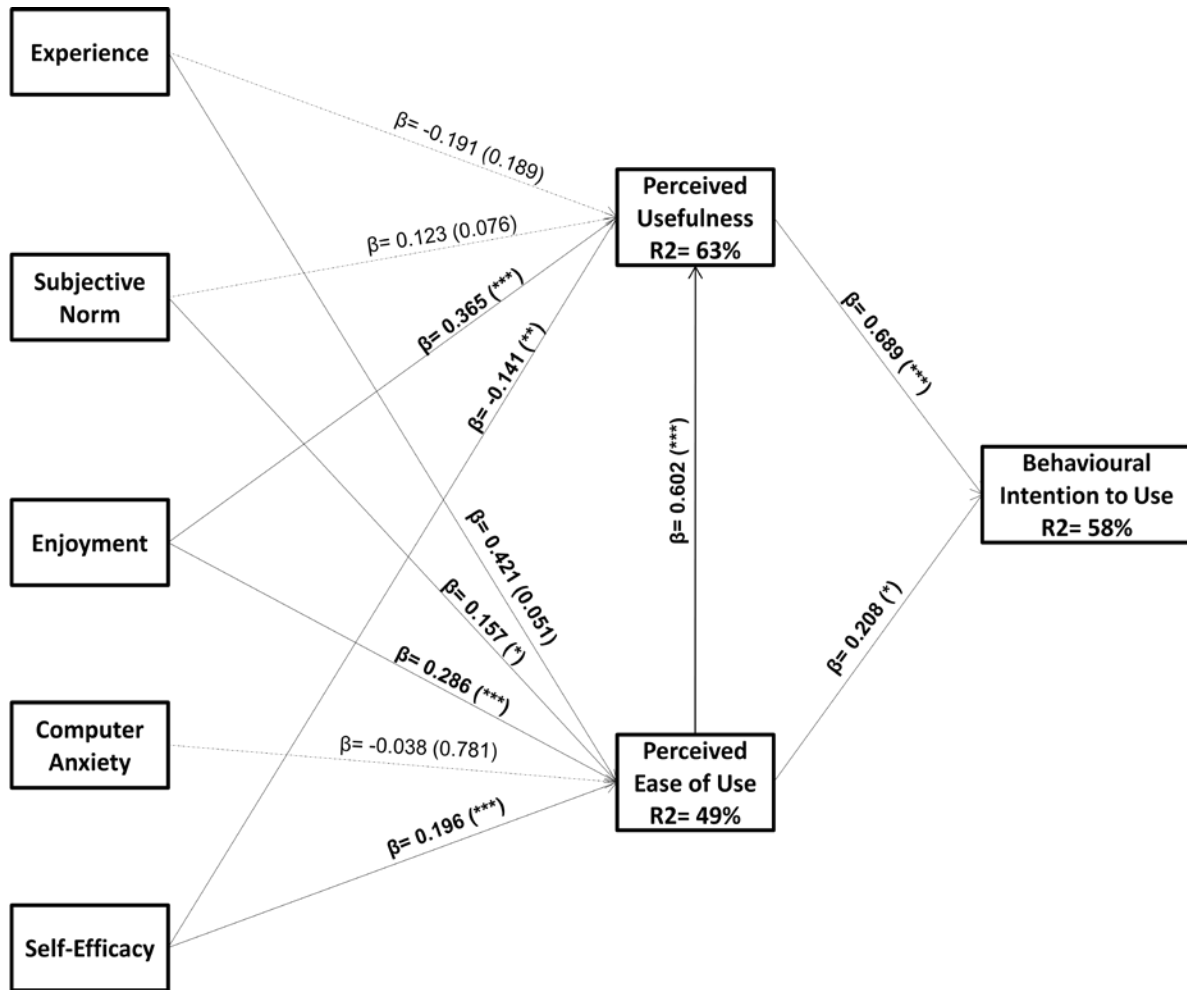 Experience
β= -0.191 (0.189)
Perceived
Usefulness
R2= 63%
β= 0.123 (0.076)
Subjective
Norm
β= 0.365 (***)
β= -0.141 (**)
β= 0.689 (***)
β= 0.602 (***)
Behavioural
Intention to Use
R2= 58%
Enjoyment
β= 0.421 (0.051)
β= 0.157 (*)
β= 0.286 (***)
β= 0.208 (*)
Computer
Anxiety
β= -0.038 (0.781)
Perceived
Ease of Use
R2= 49%
β= 0.196 (***)
Self-Efficacy